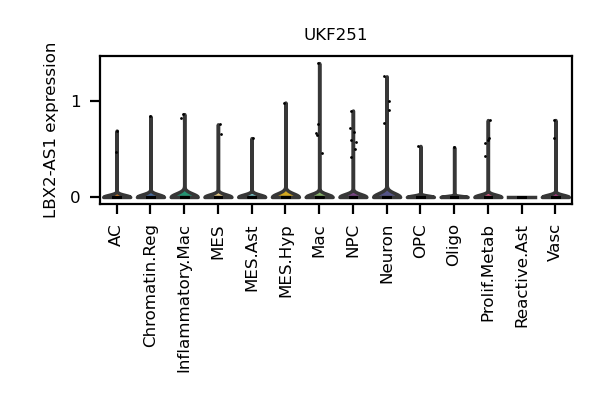 UKF251
LBX2-AS1 expression
1
0
AC
Chromatin.Reg
Inflammatory.Mac
MES
MES.Ast
MES.Hyp
Mac
NPC
Neuron
OPC
Oligo
Prolif.Metab
Reactive.Ast
Vasc